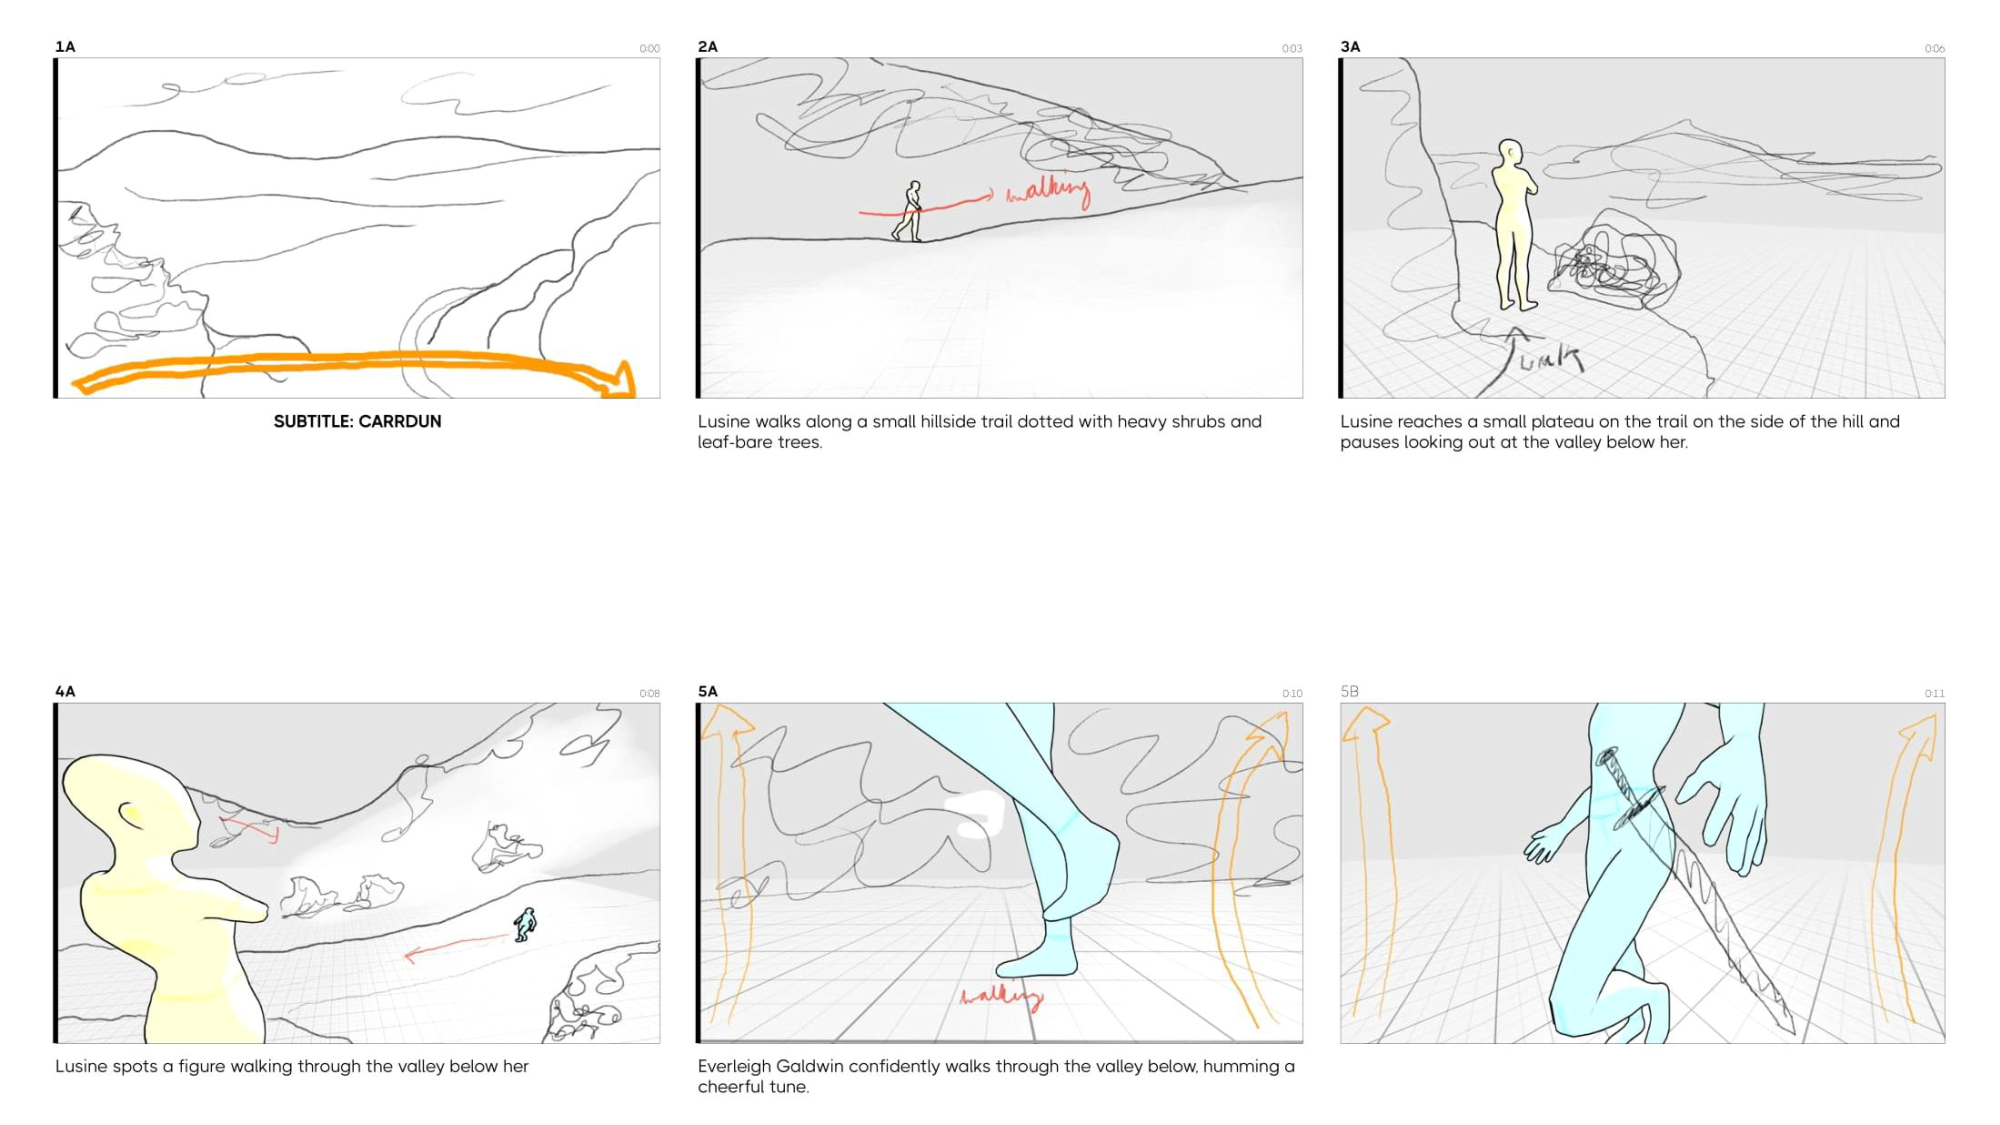 1A 0:00
2A 0:03
3A 0:06
walking
walk
SUBTITLE: CARRDUN
Lusine walks along a small hillside trail dotted with heavy shrubs and
leaf-bare trees.
Lusine reaches a small plateau on the trail on the side of the hill and
pauses looking out at the valley below her.
4A 0:08
5A 0:10
5B 0:11
walking
Lusine spots a figure walking through the valley below her
Everleigh Galdwin confidently walks through the valley below, humming a
cheerful tune.